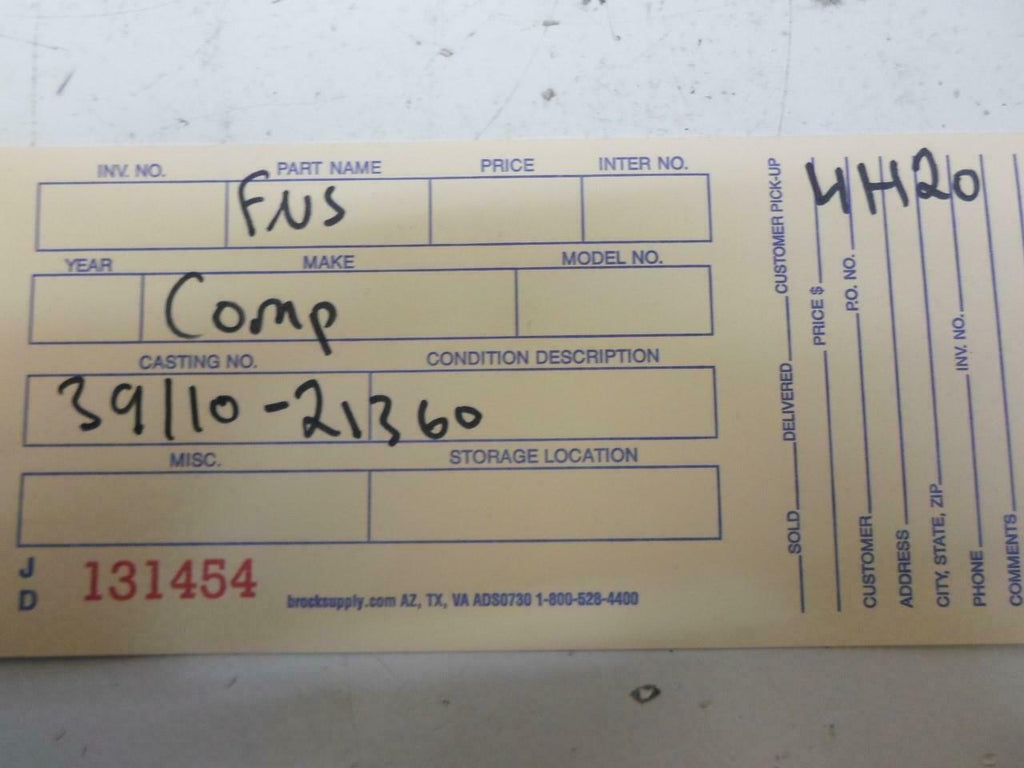 INV. NO. PART NAME PRICE INTER NO.
FNS
YEAR MAKE MODEL NO.
Comp
CASTING NO. CONDITION DESCRIPTION
39110-21360
MISC. STORAGE LOCATION
J D 131454
brocksupply.com AZ, TX, VA ADS0730 1-800-528-4400
4H20
SOLD DELIVERED CUSTOMER PICK-UP
PRICE $
CUSTOMER P.O. NO.
ADDRESS
CITY, STATE, ZIP
PHONE INV. NO.
COMMENTS